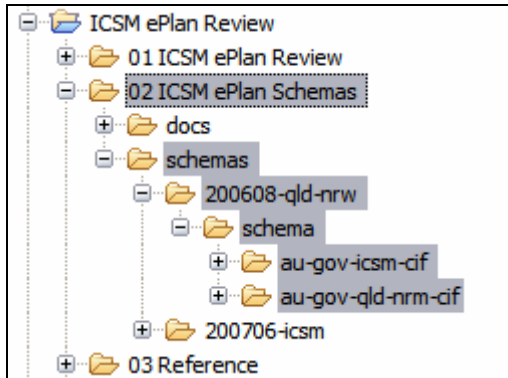 ICSM ePlan Review
01 ICSM ePlan Review
02 ICSM ePlan Schemas
docs
schemas
200608-qld-nrw
schema
au-gov-icsm-cif
au-gov-qld-nrm-cif
200706-icsm
03 Reference